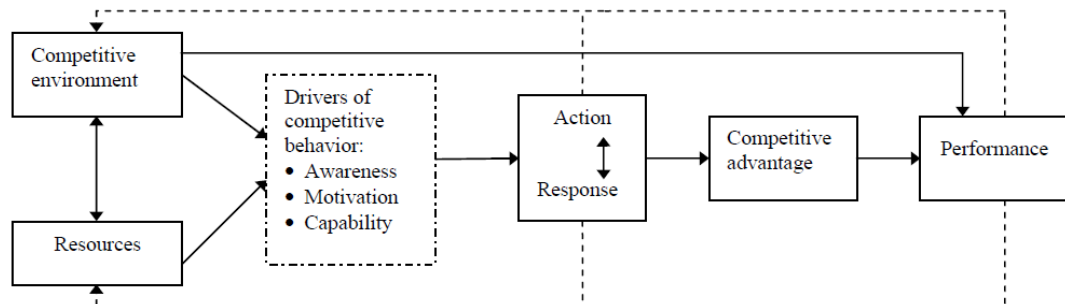 Competitive
environment
Drivers of
competitive
behavior:
• Awareness
• Motivation
• Capability
Resources
Action
Response
Competitive
advantage
Performance